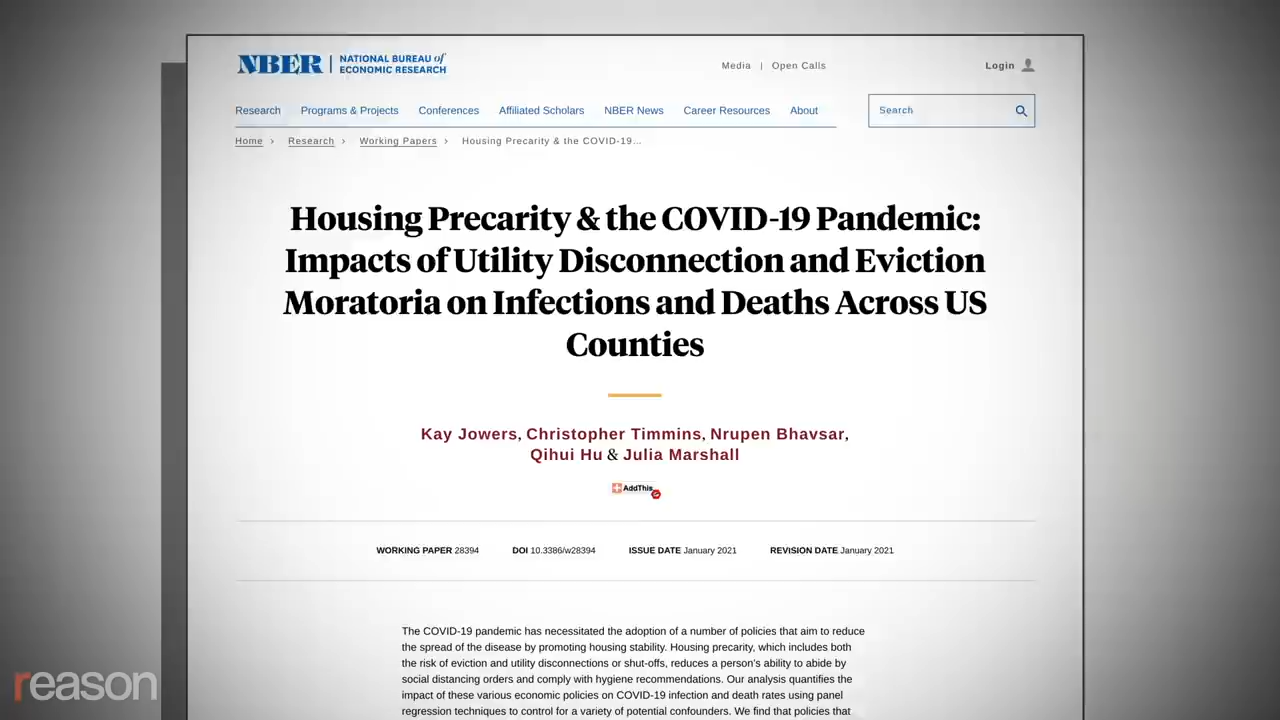 NBER | NATIONAL BUREAU of
ECONOMIC RESEARCH
Media | Open Calls
Login
Research Programs & Projects Conferences Affiliated Scholars NBER News Career Resources About
Search
Home › Research › Working Papers › Housing Precarity & the COVID-19...
Housing Precarity & the COVID-19 Pandemic:
Impacts of Utility Disconnection and Eviction
Moratoria on Infections and Deaths Across US
Counties
Kay Jowers, Christopher Timmins, Nrupen Bhavsar,
Qihui Hu & Julia Marshall
AddThis
WORKING PAPER 28394 DOI 10.3386/w28394 ISSUE DATE January 2021 REVISION DATE January 2021
The COVID-19 pandemic has necessitated the adoption of a number of policies that aim to reduce
the spread of the disease by promoting housing stability. Housing precarity, which includes both
the risk of eviction and utility disconnections or shut-offs, reduces a person's ability to abide by
social distancing orders and comply with hygiene recommendations. Our analysis quantifies the
impact of these various economic policies on COVID-19 infection and death rates using panel
regression techniques to control for a variety of potential confounders. We find that policies that
reason